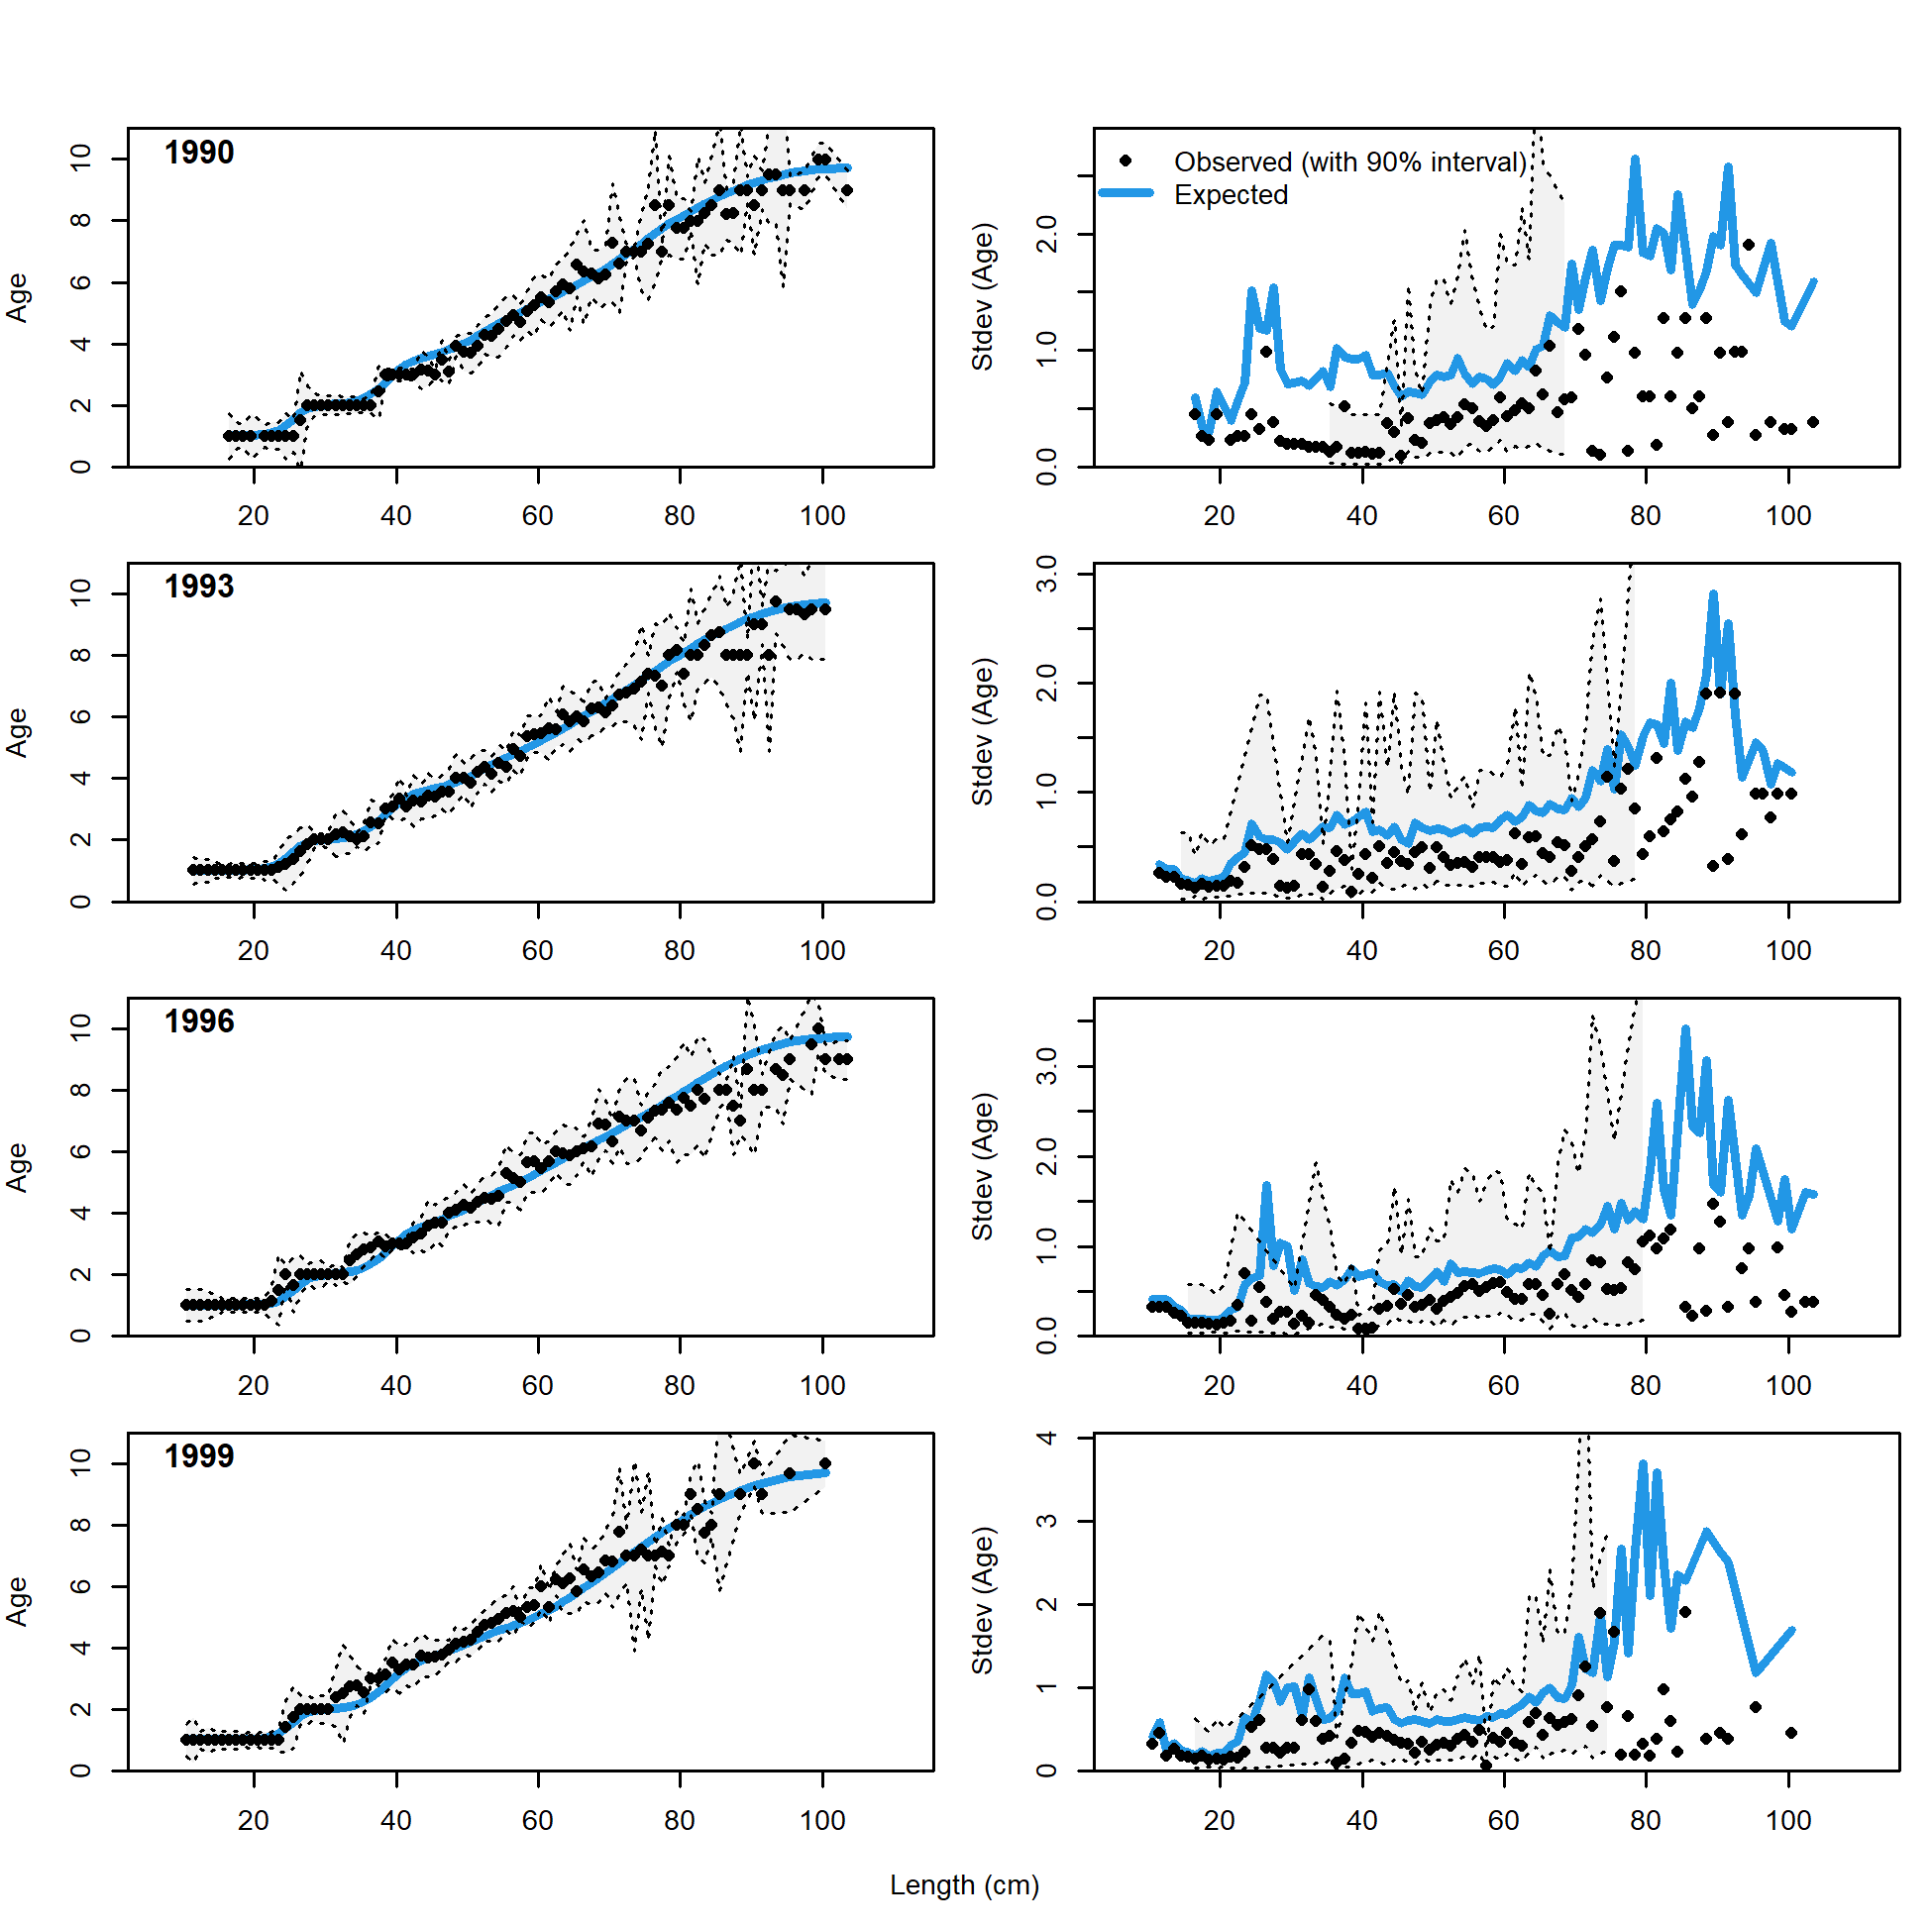 1990
Age
0 2 4 6 8 10
20 40 60 80 100
Observed (with 90% interval)
Expected
Stdev (Age)
0.0 1.0 2.0
20 40 60 80 100
1993
Age
0 2 4 6 8 10
20 40 60 80 100
Stdev (Age)
0.0 1.0 2.0 3.0
20 40 60 80 100
1996
Age
0 2 4 6 8 10
20 40 60 80 100
Stdev (Age)
0.0 1.0 2.0 3.0
20 40 60 80 100
1999
Age
0 2 4 6 8 10
20 40 60 80 100
Stdev (Age)
0 1 2 3 4
20 40 60 80 100
Length (cm)